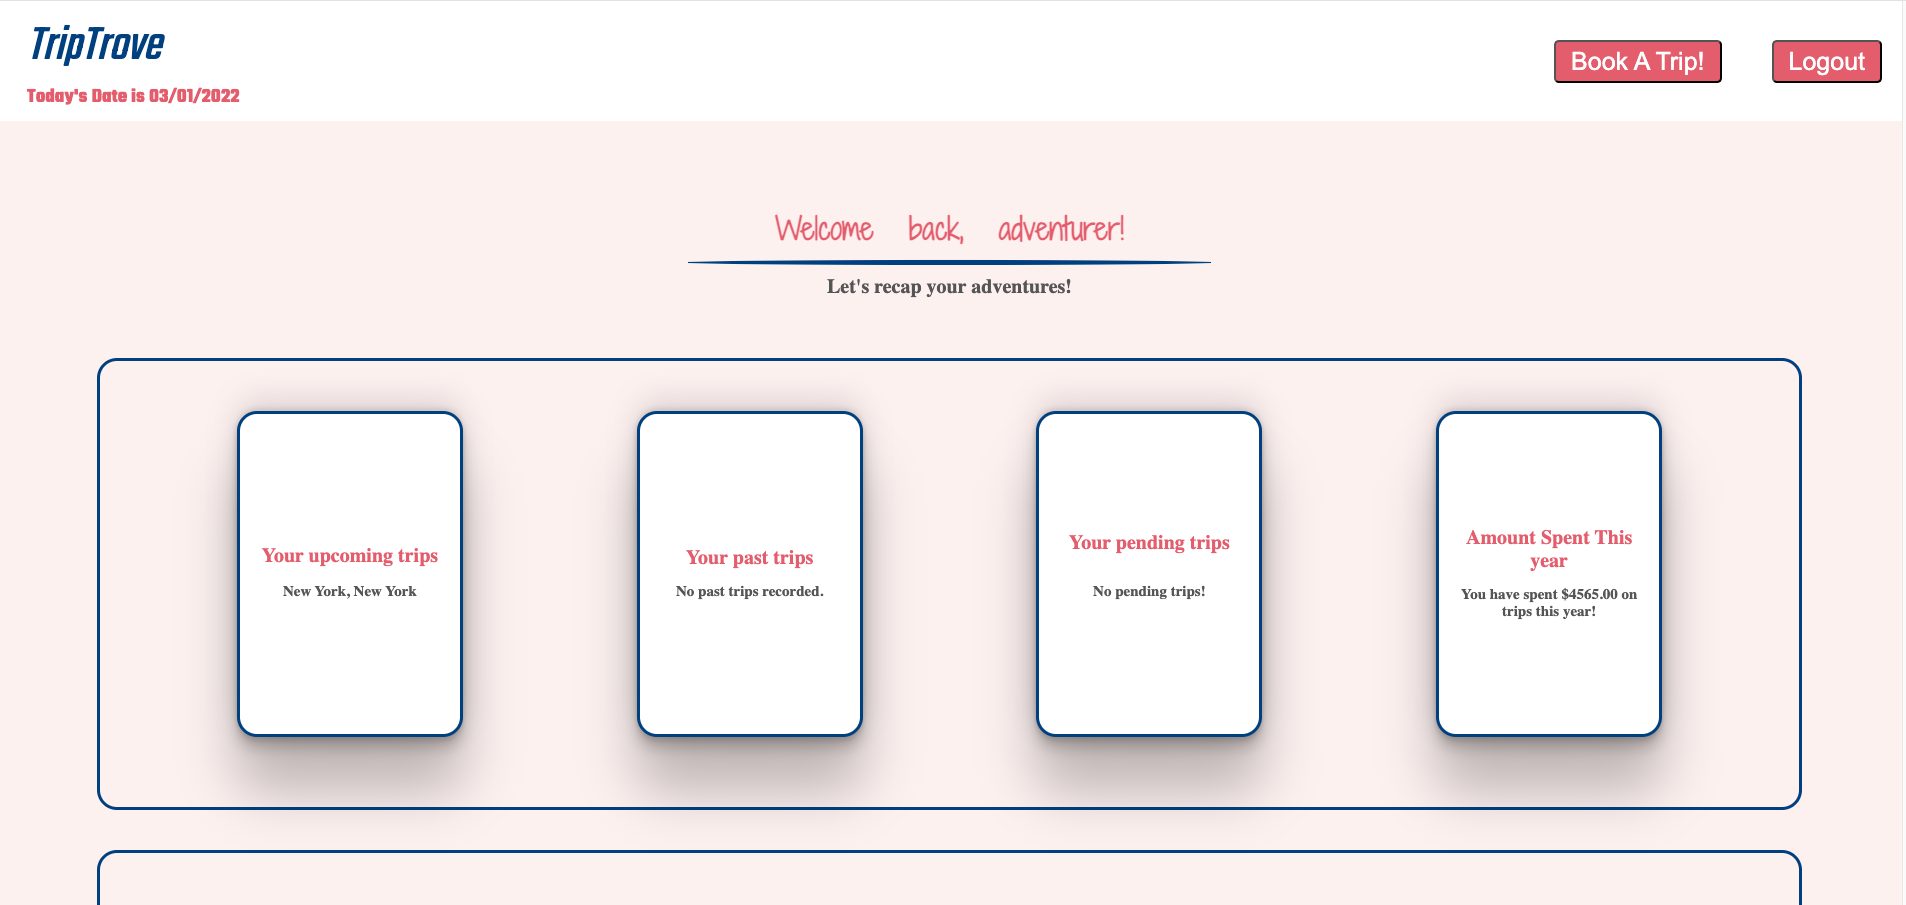 TripTrove
Today's Date is 03/01/2022
Book A Trip!
Logout
Welcome back, adventurer!
Let's recap your adventures!
Your upcoming trips
New York, New York
Your past trips
No past trips recorded.
Your pending trips
No pending trips!
Amount Spent This
year
You have spent $4565.00 on
trips this year!